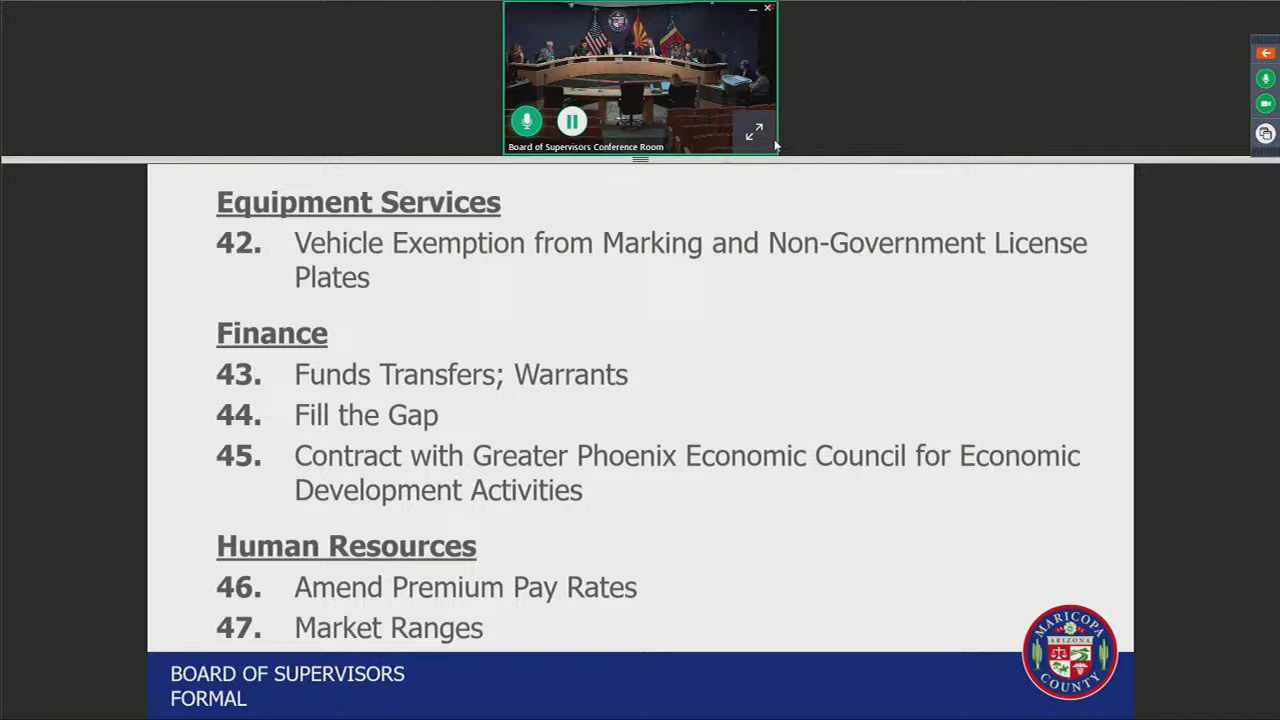 Board of Supervisors Conference Room
Equipment Services
42. Vehicle Exemption from Marking and Non-Government License
Plates
Finance
43. Funds Transfers; Warrants
44. Fill the Gap
45. Contract with Greater Phoenix Economic Council for Economic
Development Activities
Human Resources
46. Amend Premium Pay Rates
47. Market Ranges
BOARD OF SUPERVISORS
FORMAL
MARICOPA
ARIZONA
COUNTY